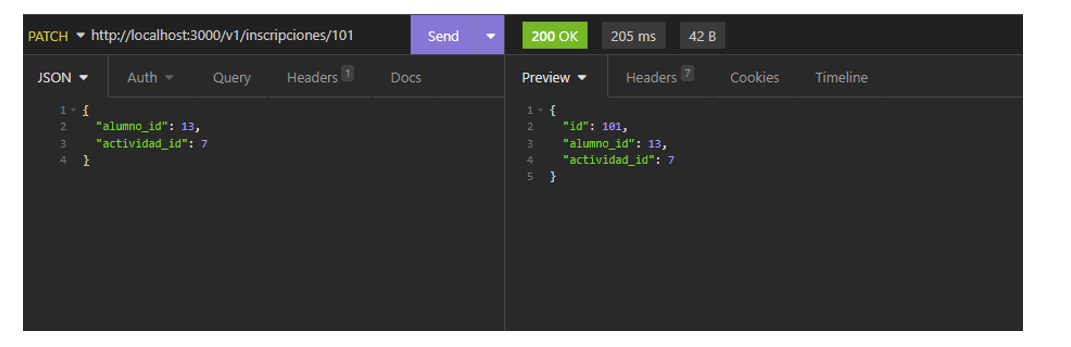 PATCH http://localhost:3000/v1/inscripciones/101 Send 200 OK 205 ms 42 B
JSON Auth Query Headers 1 Docs Preview Headers 7 Cookies Timeline
1 {
2 "alumno_id": 13,
3 "actividad_id": 7
4 }
1 {
2 "id": 101,
3 "alumno_id": 13,
4 "actividad_id": 7
5 }